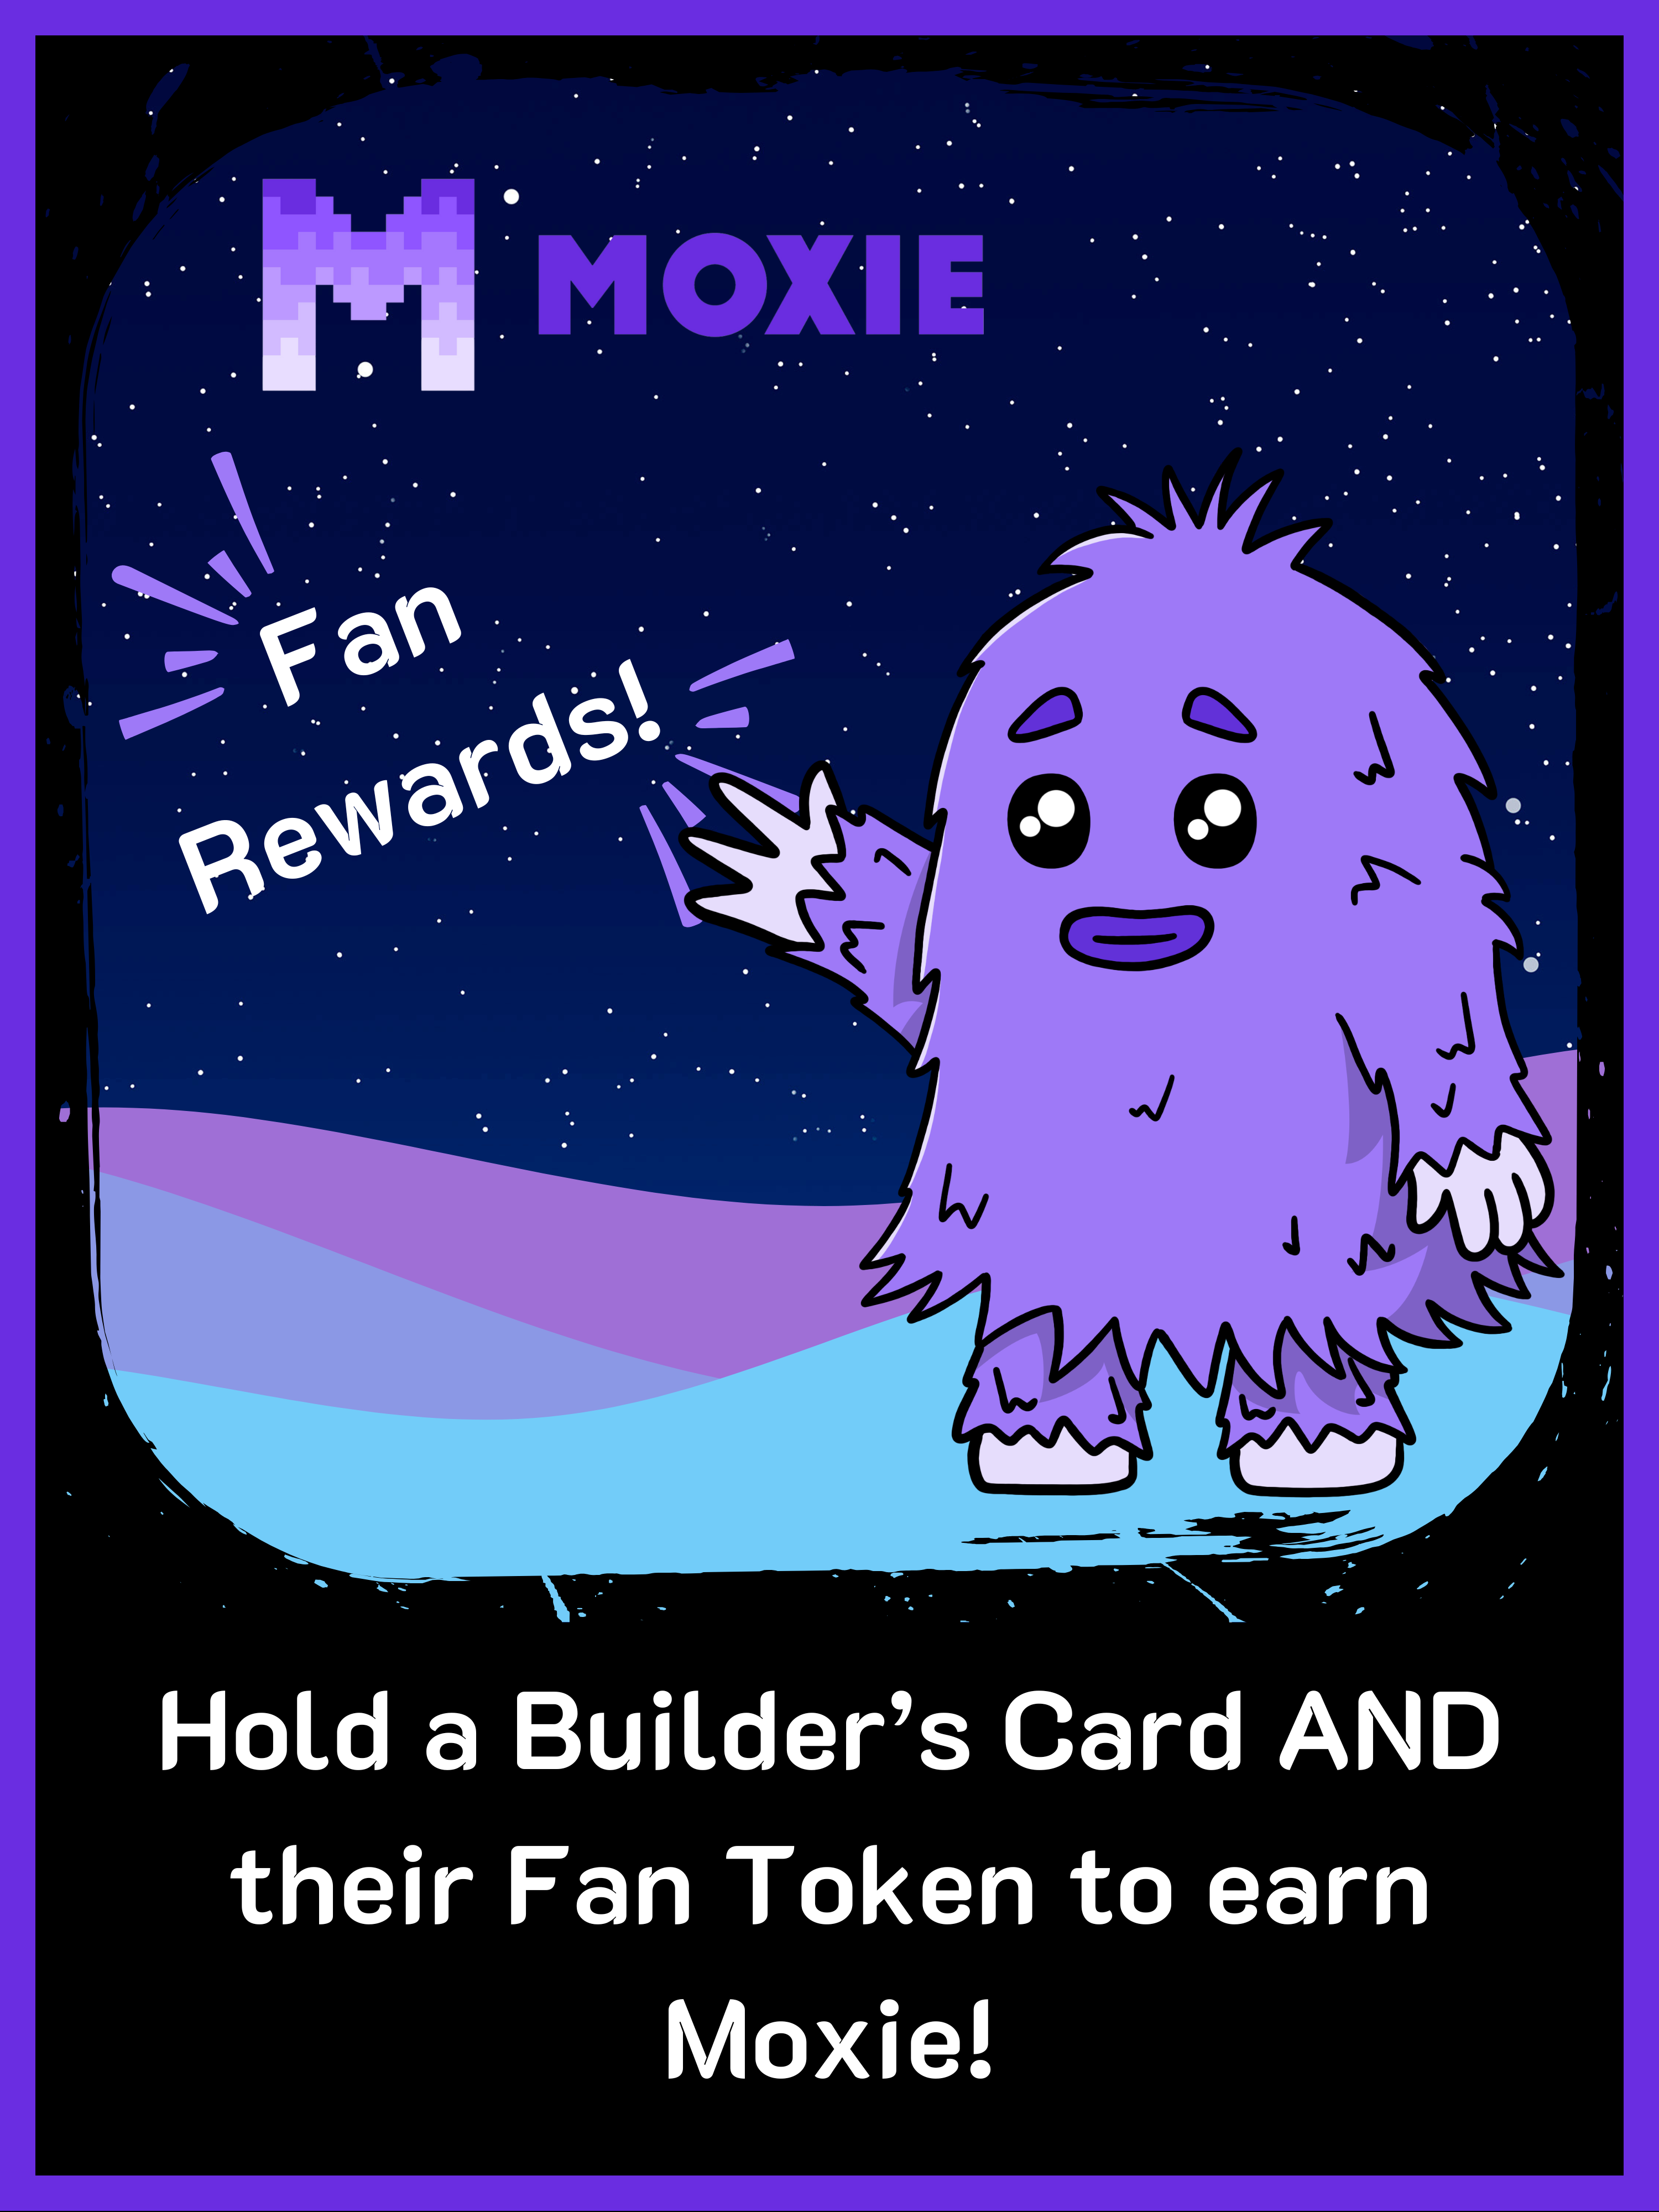 M MOXIE
Fan
Rewards!
Hold a Builder’s Card AND
their Fan Token to earn
Moxie!